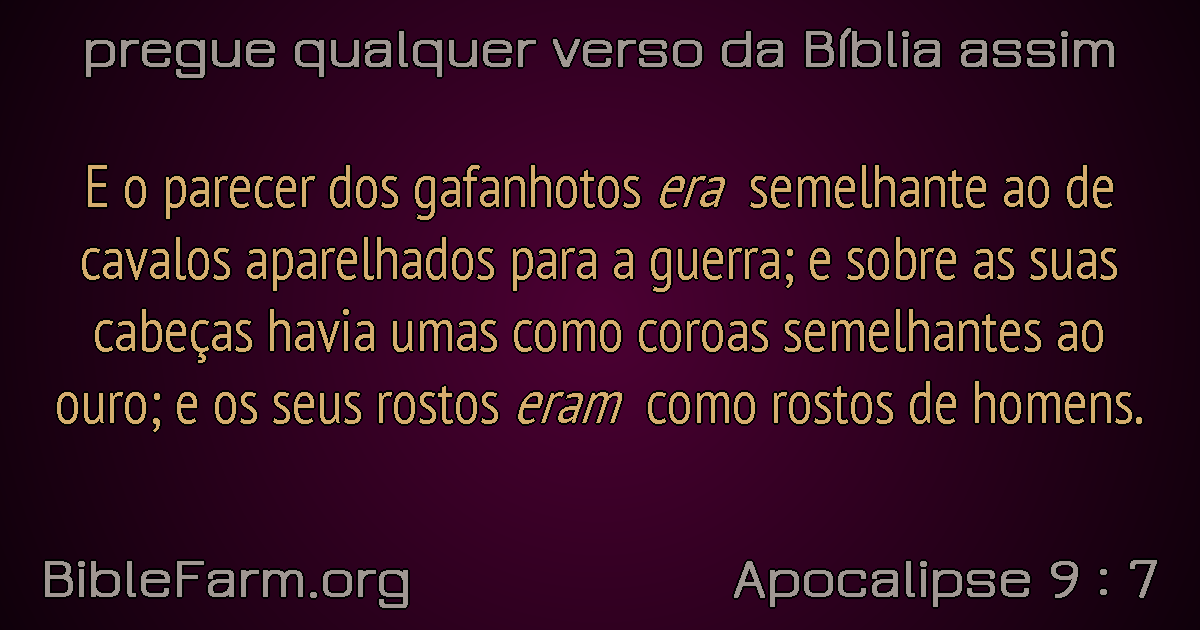 pregue qualquer verso da Bíblia assim
E o parecer dos gafanhotos era semelhante ao de
cavalos aparelhados para a guerra; e sobre as suas
cabeças havia umas como coroas semelhantes ao
ouro; e os seus rostos eram como rostos de homens.
BibleFarm.org
Apocalipse 9 : 7